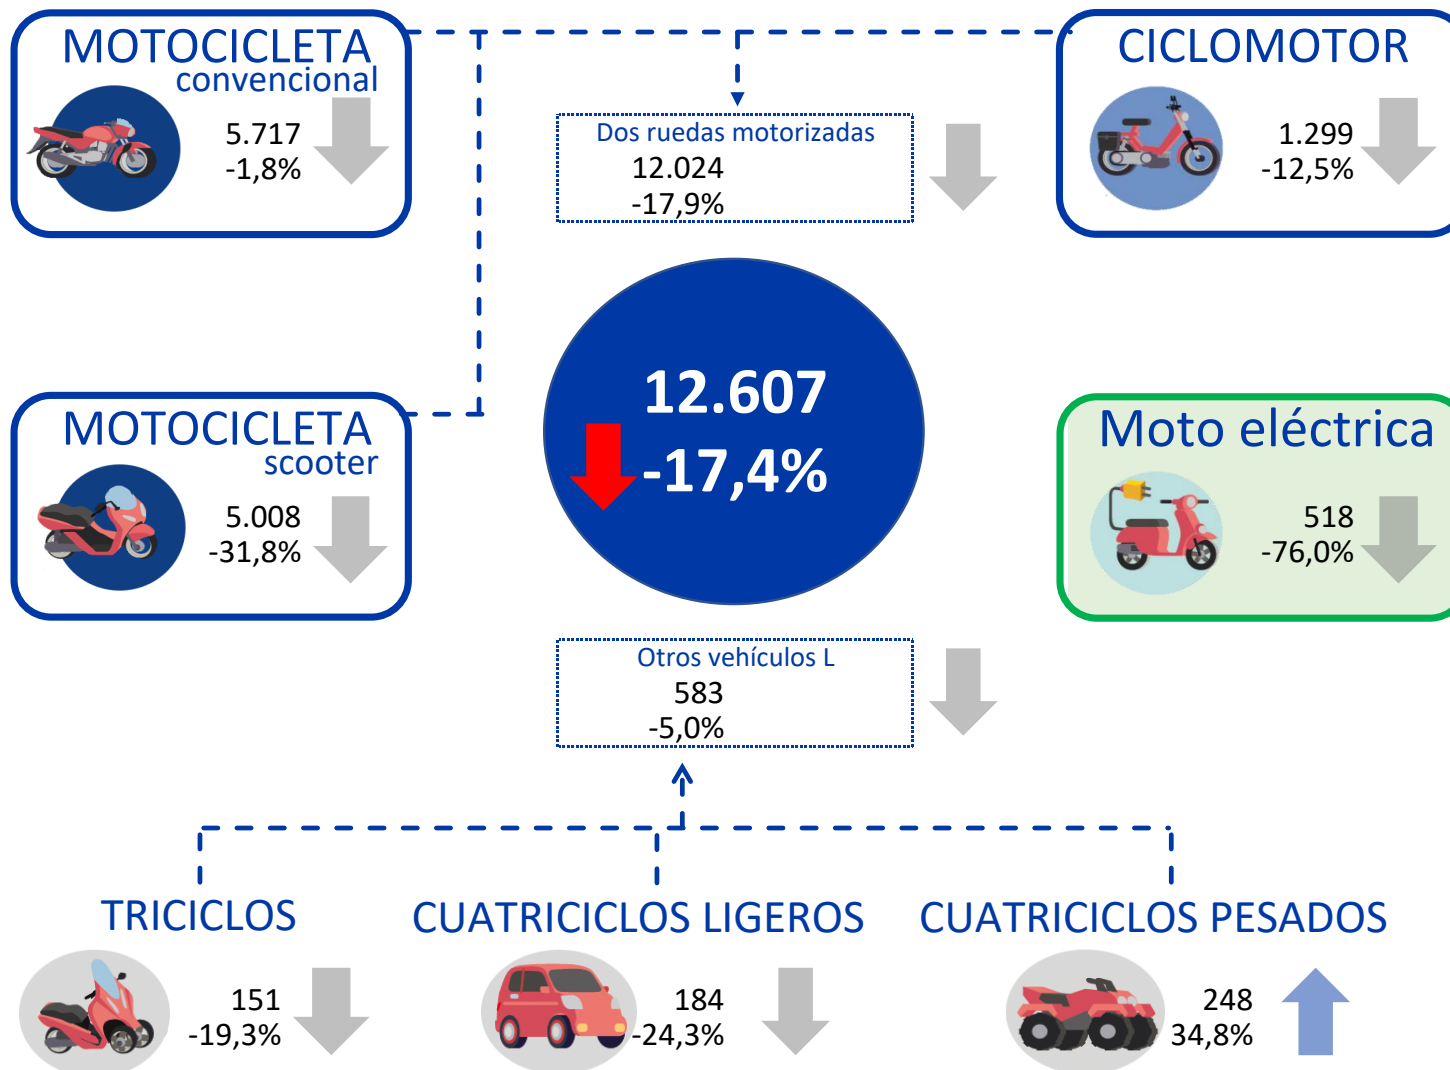 MOTOCICLETA
convencional
5.717
-1,8%
Dos ruedas motorizadas
12.024
-17,9%
CICLOMOTOR
1.299
-12,5%
12.607
-17,4%
MOTOCICLETA
scooter
5.008
-31,8%
Moto eléctrica
518
-76,0%
Otros vehículos L
583
-5,0%
TRICICLOS
151
-19,3%
CUATRICICLOS LIGEROS
184
-24,3%
CUATRICICLOS PESADOS
248
34,8%